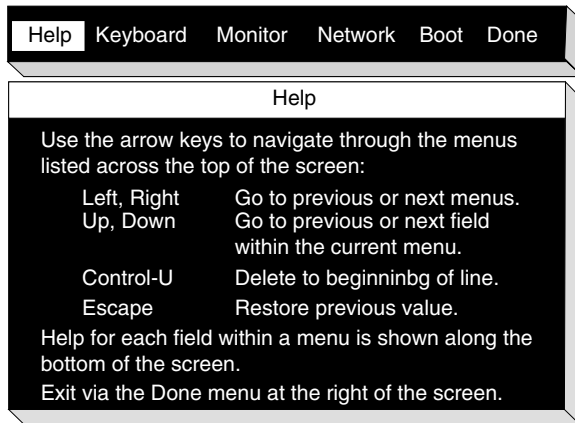 Help Keyboard Monitor Network Boot Done
Help
Use the arrow keys to navigate through the menus
listed across the top of the screen:
Left, Right Go to previous or next menus.
Up, Down Go to previous or next field
within the current menu.
Control-U Delete to beginninbg of line.
Escape Restore previous value.
Help for each field within a menu is shown along the
bottom of the screen.
Exit via the Done menu at the right of the screen.